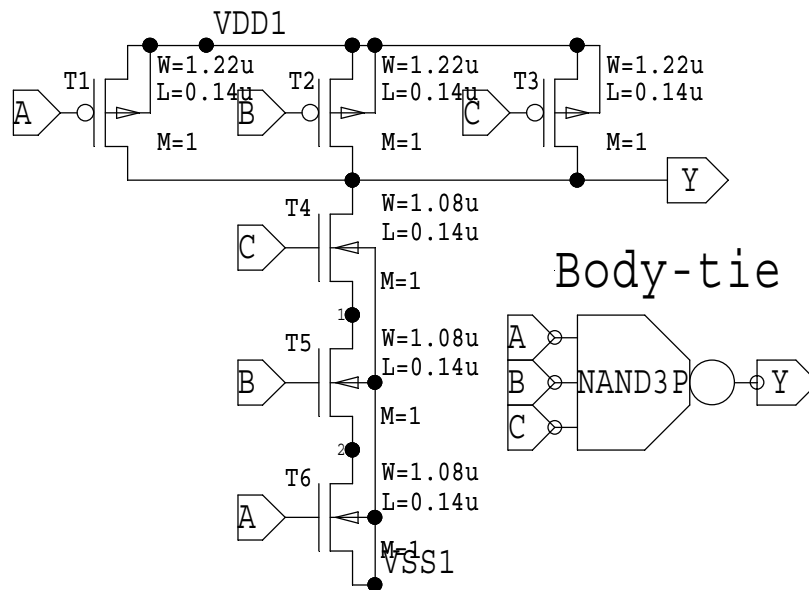 VDD1
T1
W=1.22u
L=0.14u
M=1
A
T2
W=1.22u
L=0.14u
M=1
B
T3
W=1.22u
L=0.14u
M=1
C
Y
T4
W=1.08u
L=0.14u
M=1
C
1
T5
W=1.08u
L=0.14u
M=1
B
2
T6
W=1.08u
L=0.14u
M=1
A
VSS1
Body-tie
A
B
C
NAND3P
Y